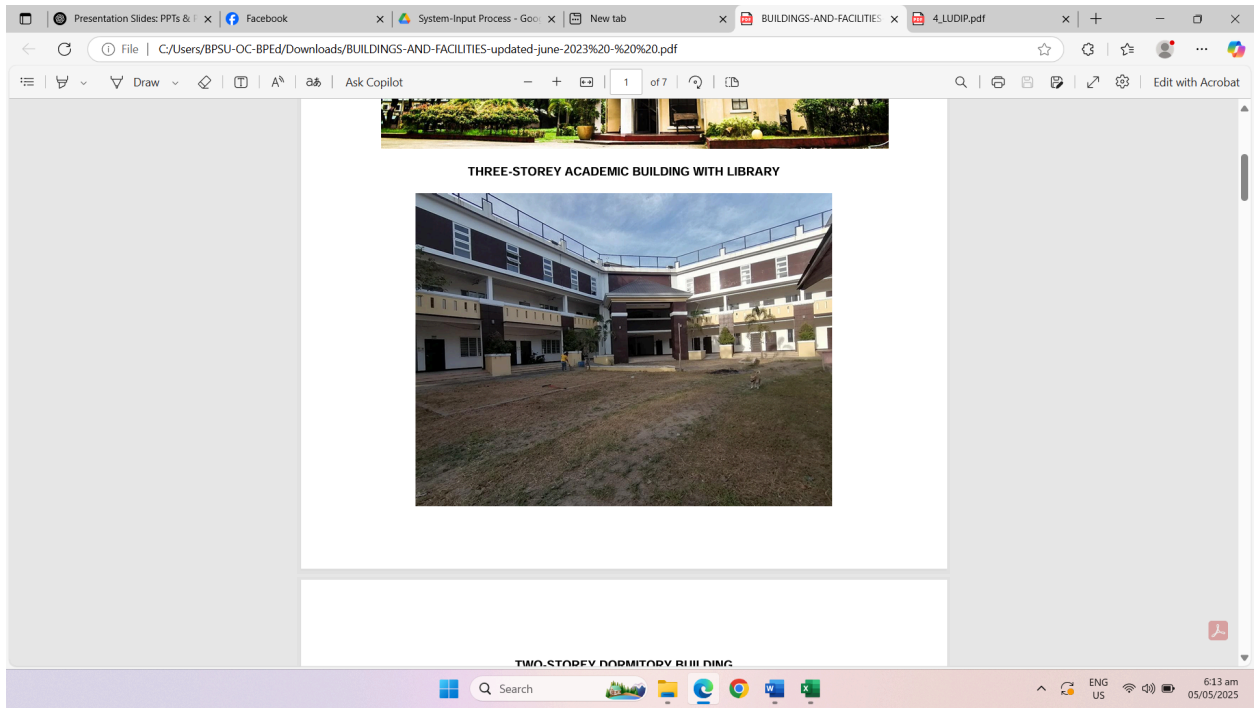 Presentation Slides: PPTs &
Facebook
System-Input Process - Goo
New tab
BUILDINGS-AND-FACILITIES
4_LUDIP.pdf
File
C:/Users/BPSU-OC-BPEd/Downloads/BUILDINGS-AND-FACILITIES-updated-june-2023%20-%20%20.pdf
Draw
Ask Copilot
1 of 7
Edit with Acrobat
THREE-STOREY ACADEMIC BUILDING WITH LIBRARY
TWO-STOREY DORMITORY BUILDING
Search
ENG
US
6:13 am
05/05/2025